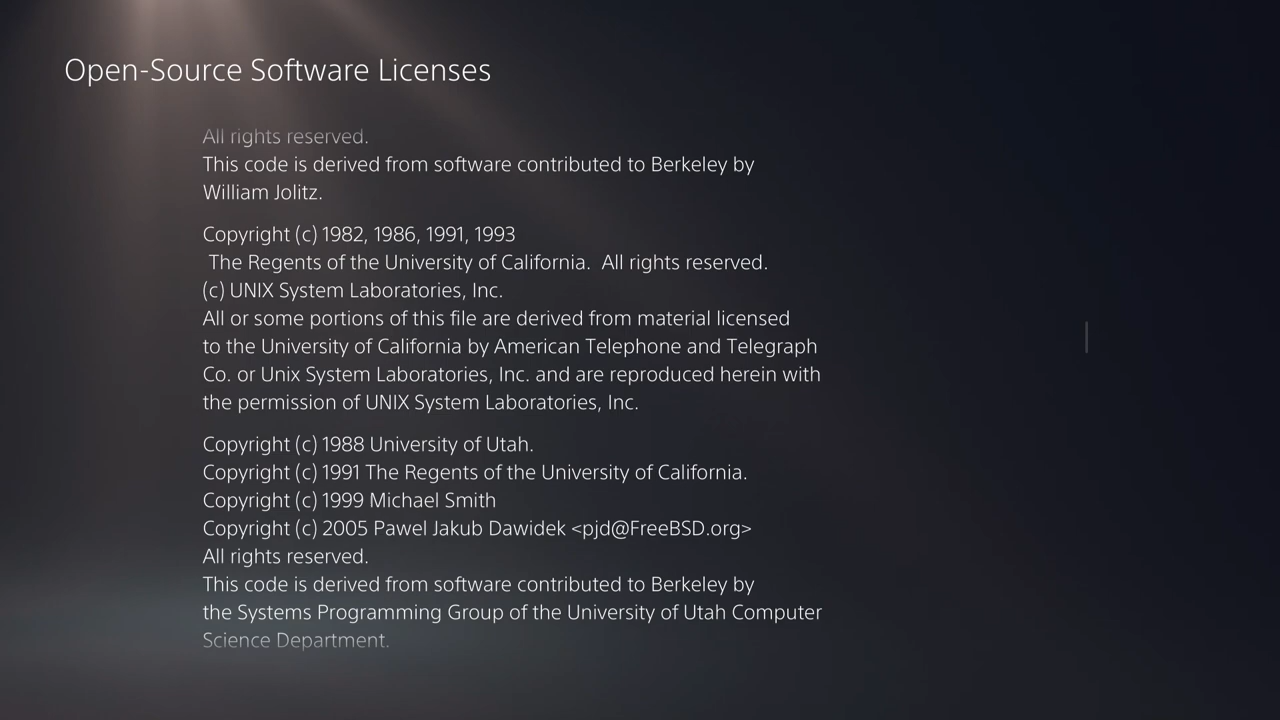 Open-Source Software Licenses
All rights reserved.
This code is derived from software contributed to Berkeley by
William Jolitz.
Copyright (c) 1982, 1986, 1991, 1993
The Regents of the University of California.  All rights reserved.
(c) UNIX System Laboratories, Inc.
All or some portions of this file are derived from material licensed
to the University of California by American Telephone and Telegraph
Co. or Unix System Laboratories, Inc. and are reproduced herein with
the permission of UNIX System Laboratories, Inc.
Copyright (c) 1988 University of Utah.
Copyright (c) 1991 The Regents of the University of California.
Copyright (c) 1999 Michael Smith
Copyright (c) 2005 Pawel Jakub Dawidek <pjd@FreeBSD.org>
All rights reserved.
This code is derived from software contributed to Berkeley by
the Systems Programming Group of the University of Utah Computer
Science Department.